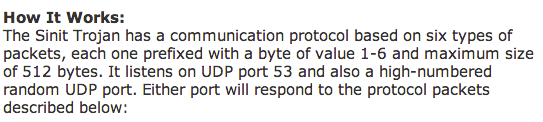 How It Works:
The Sinit Trojan has a communication protocol based on six types of
packets, each one prefixed with a byte of value 1-6 and maximum size
of 512 bytes. It listens on UDP port 53 and also a high-numbered
random UDP port. Either port will respond to the protocol packets
described below: